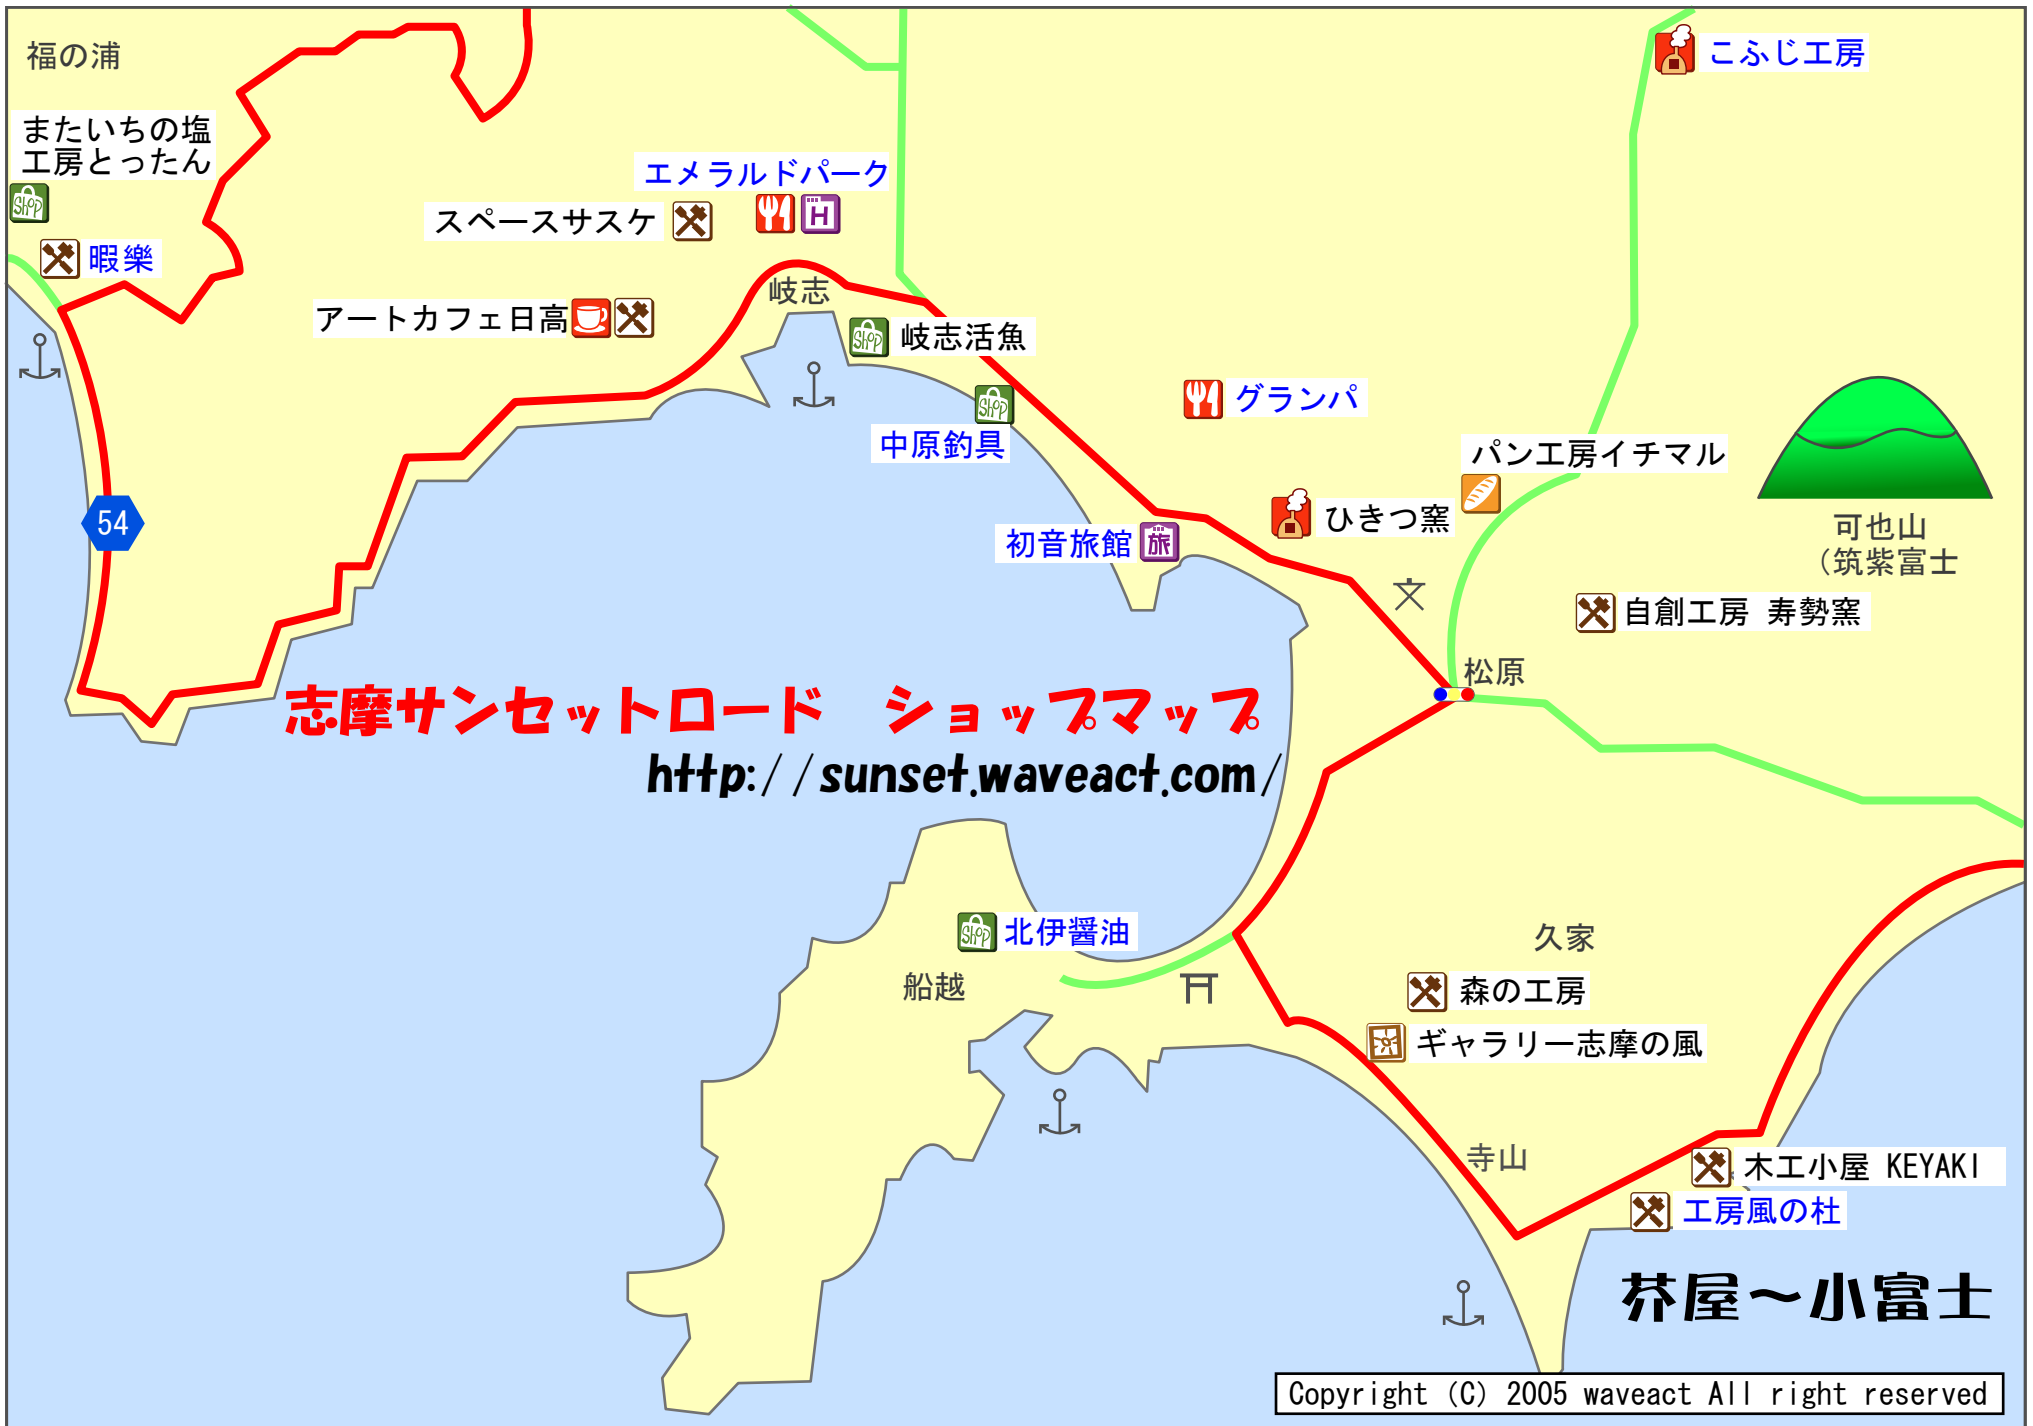 福の浦
こふじ工房
またいちの塩
工房とったん
Shop
エメラルドパーク
H
スペースサスケ
暇樂
岐志
アートカフェ日高
Shop
岐志活魚
Shop
中原釣具
グランパ
パン工房イチマル
54
ひきつ窯
初音旅館
旅
可也山
(筑紫富士
文
自創工房 寿勢窯
松原
志摩サンセットロード ショップマップ
http://sunset.waveact.com/
Shop
北伊醤油
久家
船越
森の工房
ギャラリー志摩の風
寺山
木工小屋 KEYAKI
工房風の杜
芥屋～小富士
Copyright (C) 2005 waveact All right reserved